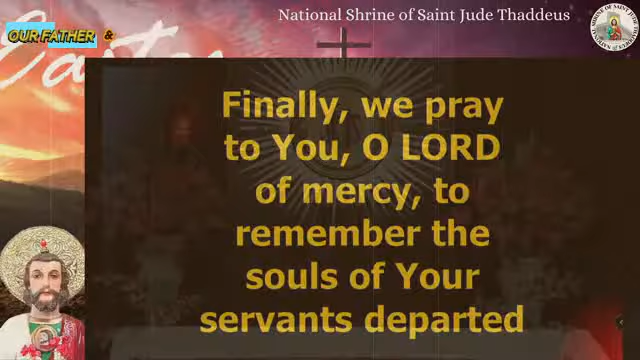 National Shrine of Saint Jude Thaddeus
OUR FATHER &
Easter
Finally, we pray
to You, O LORD
of mercy, to
remember the
souls of Your
servants departed